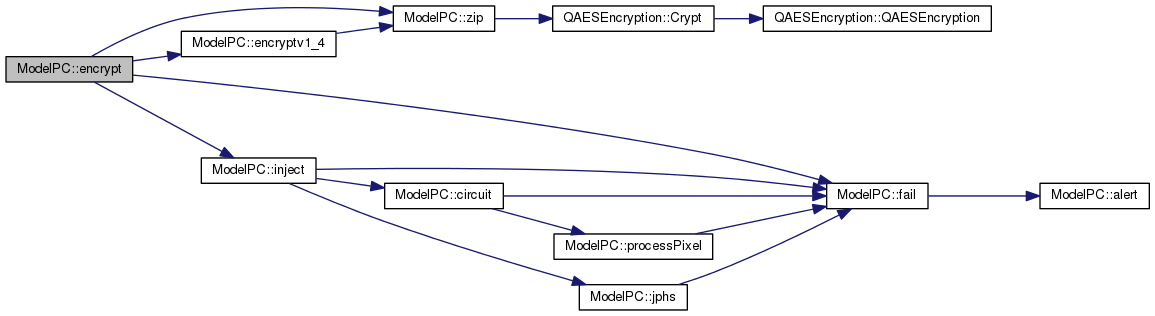 ModelPC::zip
QAESEncryption::Crypt
QAESEncryption::QAESEncryption
ModelPC::encryptv1_4
ModelPC::encrypt
ModelPC::inject
ModelPC::circuit
ModelPC::fail
ModelPC::alert
ModelPC::processPixel
ModelPC::jphs